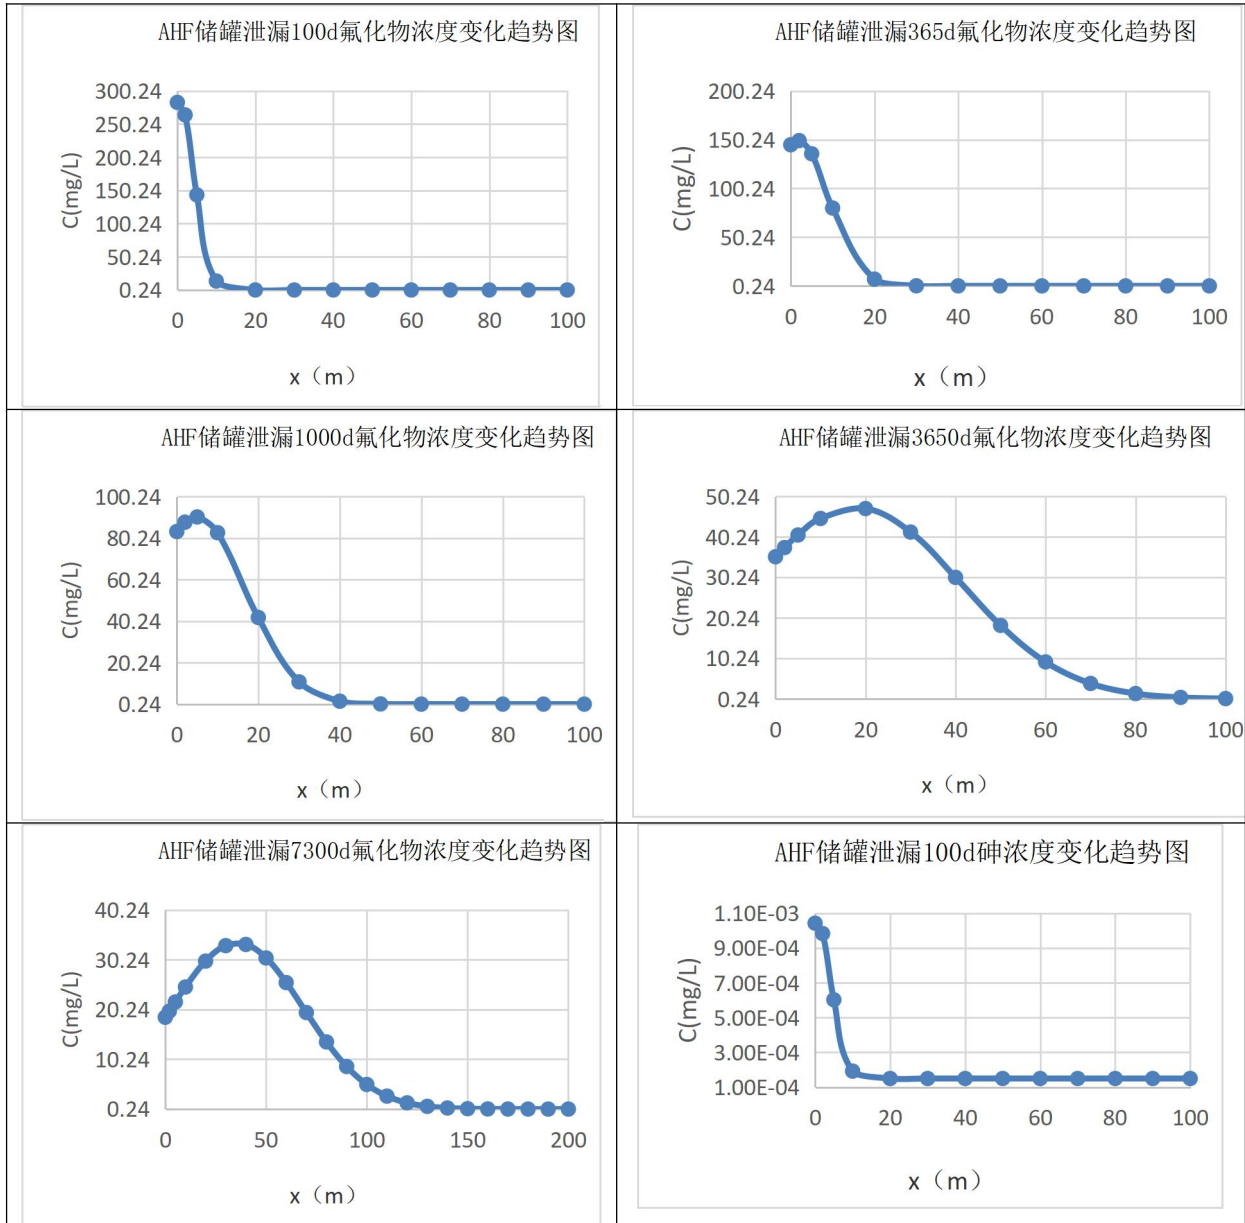 AHF储罐泄漏100d氟化物浓度变化趋势图
300.24
250.24
200.24
150.24
100.24
50.24
0.24
C(mg/L)
0 20 40 60 80 100
x（m）
AHF储罐泄漏365d氟化物浓度变化趋势图
200.24
150.24
100.24
50.24
0.24
C(mg/L)
0 20 40 60 80 100
x（m）
AHF储罐泄漏1000d氟化物浓度变化趋势图
100.24
80.24
60.24
40.24
20.24
0.24
C(mg/L)
0 20 40 60 80 100
x（m）
AHF储罐泄漏3650d氟化物浓度变化趋势图
50.24
40.24
30.24
20.24
10.24
0.24
C(mg/L)
0 20 40 60 80 100
x（m）
AHF储罐泄漏7300d氟化物浓度变化趋势图
40.24
30.24
20.24
10.24
0.24
C(mg/L)
0 50 100 150 200
x（m）
AHF储罐泄漏100d砷浓度变化趋势图
1.10E-03
9.00E-04
7.00E-04
5.00E-04
3.00E-04
1.00E-04
C(mg/L)
0 20 40 60 80 100
x（m）